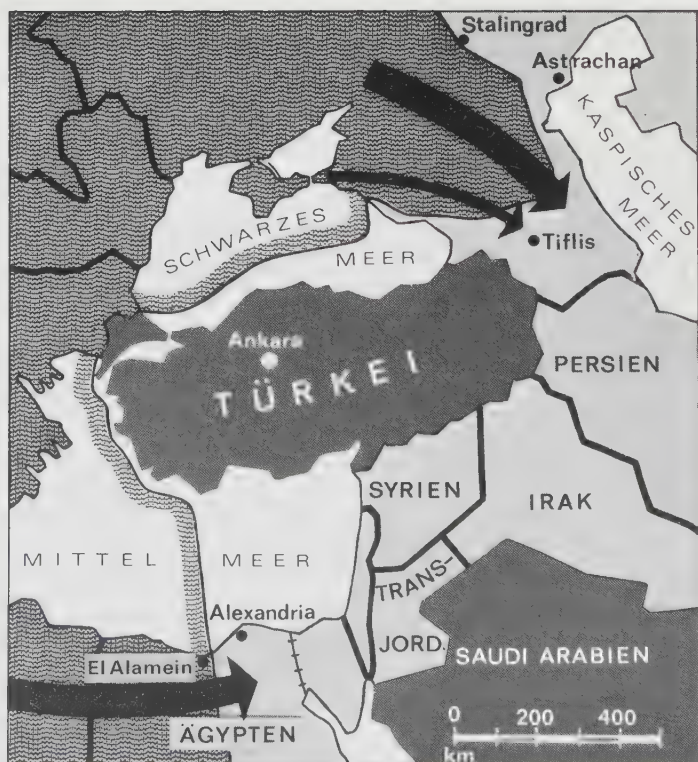 Stalingrad
Astrachan
KASPISCHES
MEER
SCHWARZES
MEER
Tiflis
Ankara
TÜRKEI
PERSIEN
SYRIEN
IRAK
MITTEL
MEER
TRANS-
JORD.
Alexandria
El Alamein
SAUDI ARABIEN
ÄGYPTEN
0 200 400
km